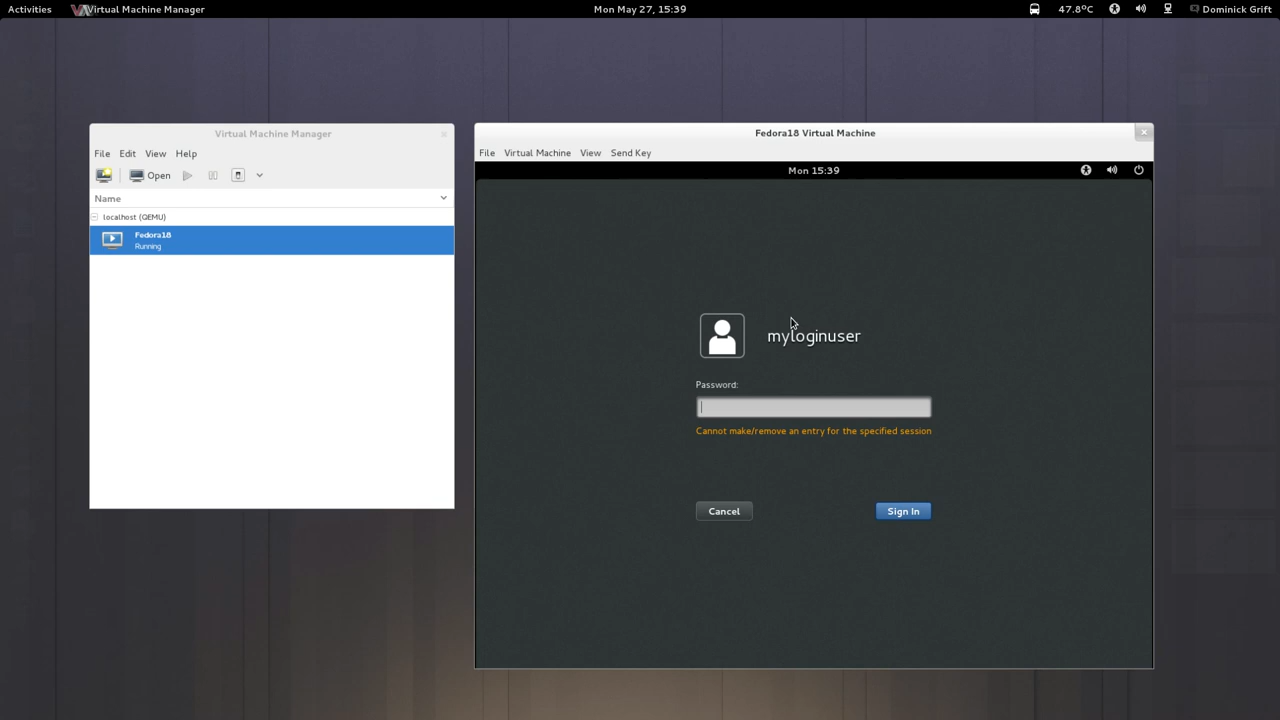 Activities Virtual Machine Manager Mon May 27, 15:39 47.8°C Dominick Grift
Virtual Machine Manager
File Edit View Help
Open
Name
localhost (QEMU)
Fedora18
Running
Fedora18 Virtual Machine
File Virtual Machine View Send Key
Mon 15:39
myloginuser
Password:
Cannot make/remove an entry for the specified session
Cancel Sign In